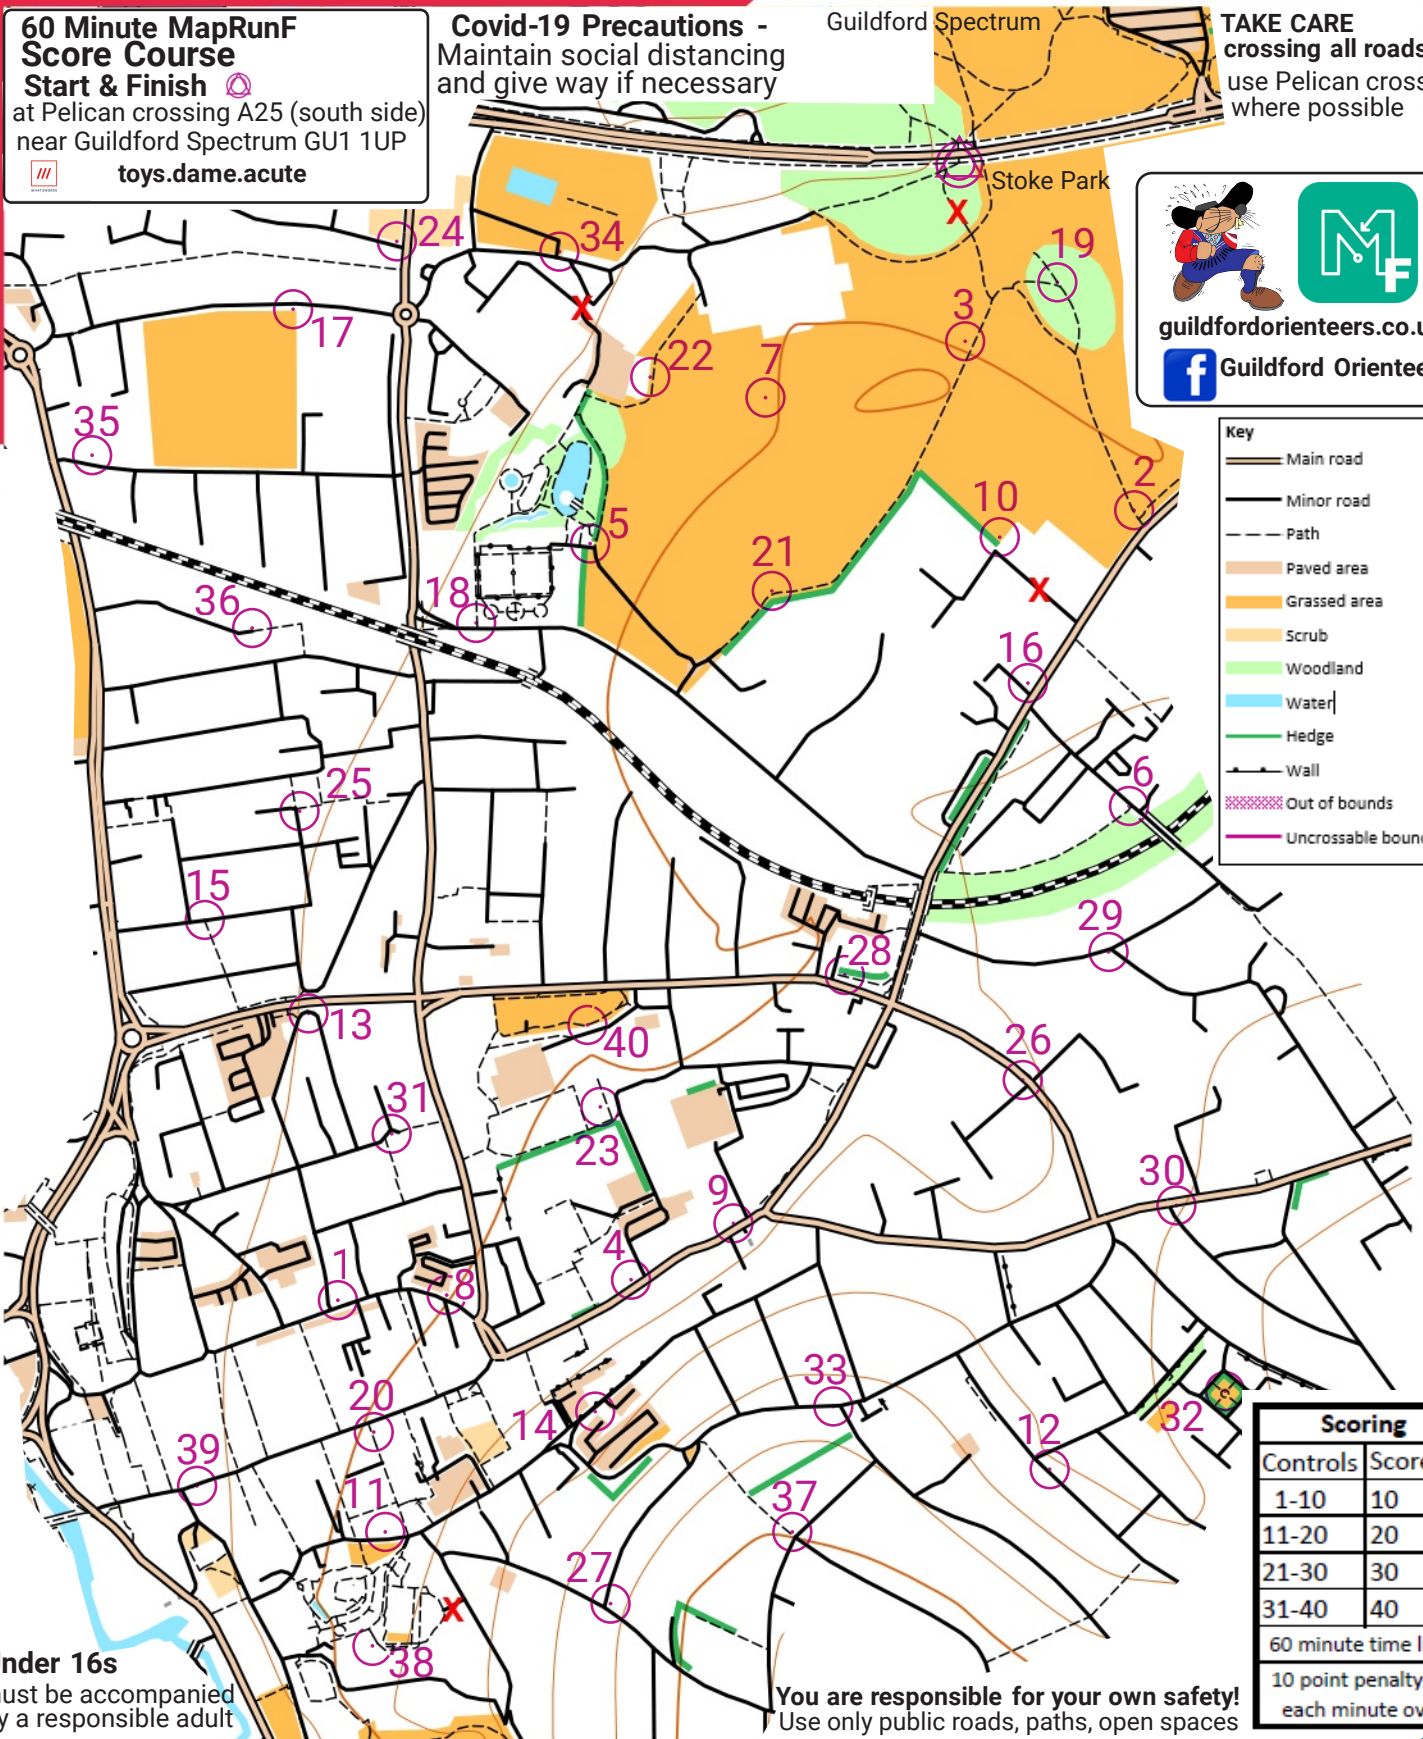 60 Minute MapRunF
Score Course
Start & Finish
at Pelican crossing A25 (south side)
near Guildford Spectrum GU1 1UP
toys.dame.acute
Covid-19 Precautions -
Maintain social distancing
and give way if necessary
Guildford Spectrum
TAKE CARE
crossing all roads
use Pelican cross
where possible
Stoke Park
X
M
F
guildfordorienteers.co.u
f Guildford Oriente
24
34
19
17
X
3
22
7
35
2
10
5
21
X
18
36
16
25
6
15
28
29
13
40
26
31
23
30
9
4
1
8
33
20
14
12
32
39
11
37
27
X
38
Key
Main road
Minor road
Path
Paved area
Grassed area
Scrub
Woodland
Water
Hedge
Wall
Out of bounds
Uncrossable boun
Scoring
Controls Scor
1-10 10
11-20 20
21-30 30
31-40 40
60 minute time l
10 point penalty
each minute ov
nder 16s
ust be accompanied
y a responsible adult
You are responsible for your own safety!
Use only public roads, paths, open spaces